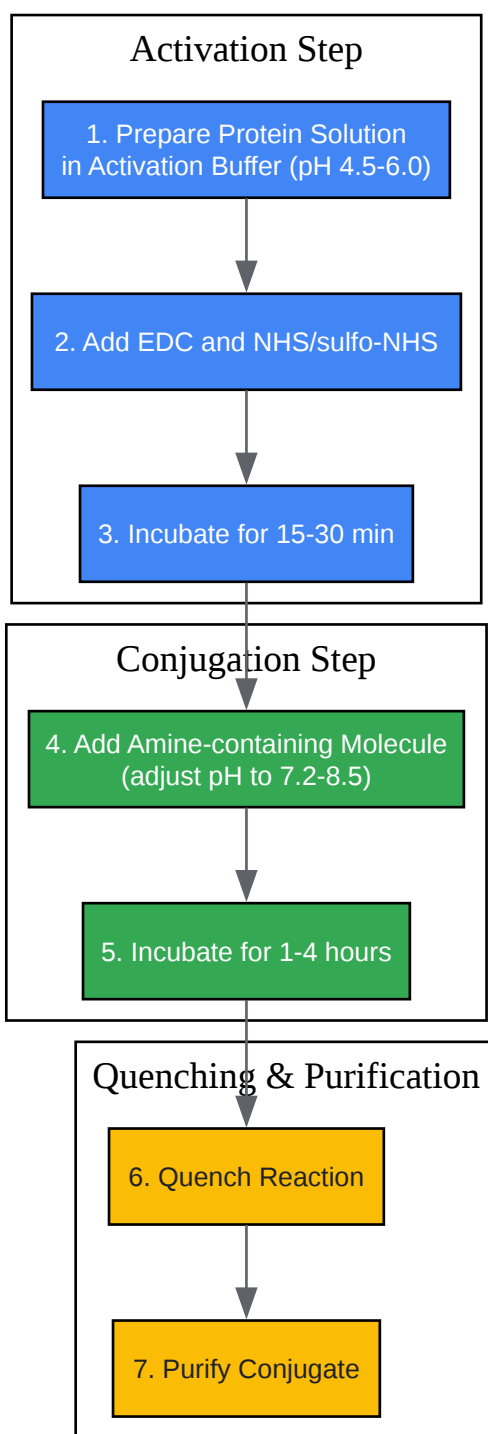 Activation Step
1. Prepare Protein Solution
in Activation Buffer (pH 4.5-6.0)
2. Add EDC and NHS/sulfo-NHS
3. Incubate for 15-30 min
Conjugation Step
4. Add Amine-containing Molecule
(adjust pH to 7.2-8.5)
5. Incubate for 1-4 hours
Quenching & Purification
6. Quench Reaction
7. Purify Conjugate